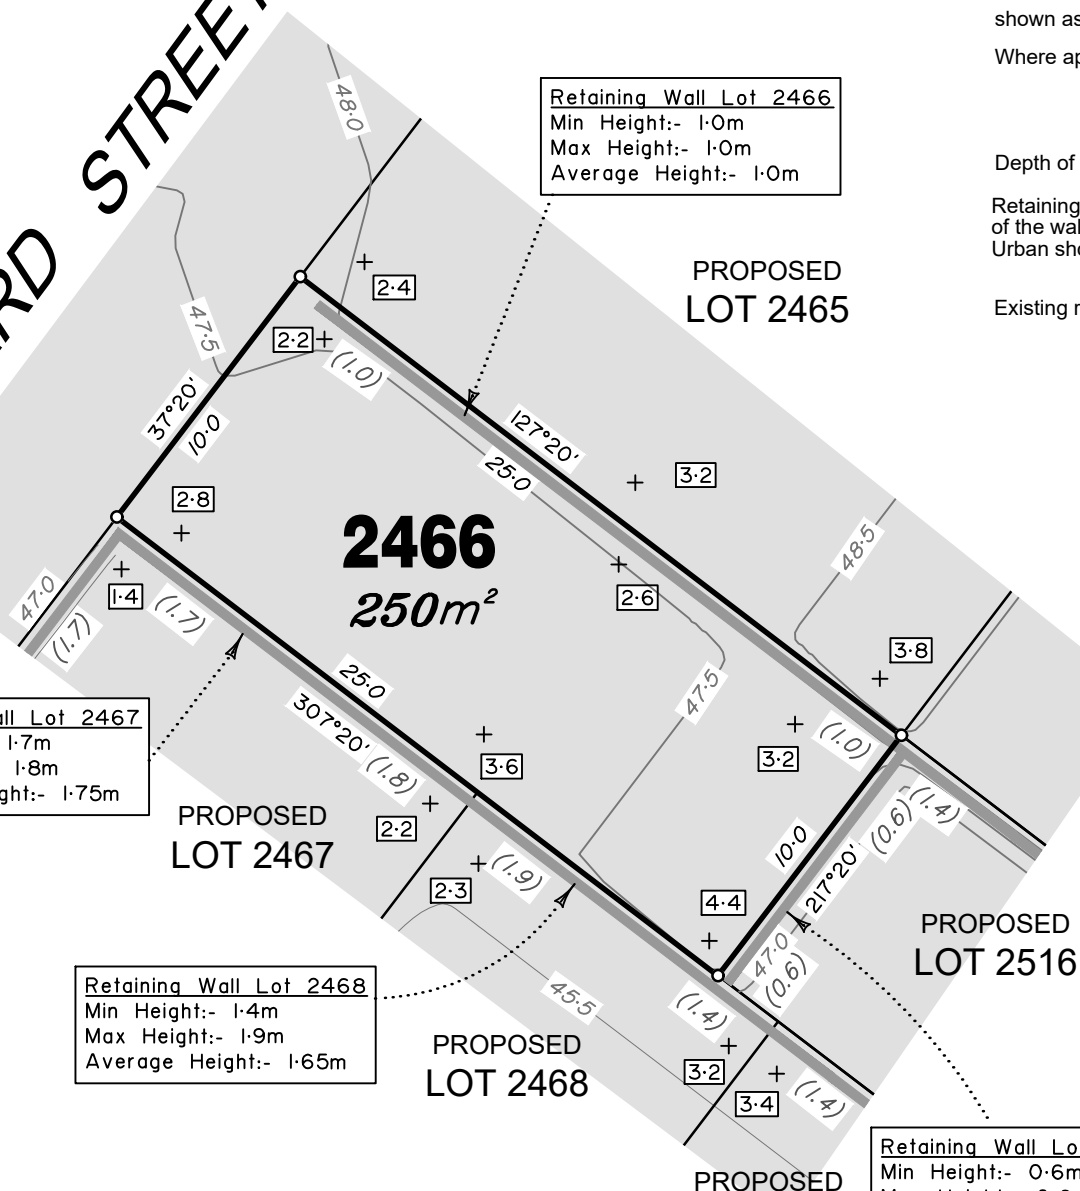 STREET
shown as
Where ap
Depth of
Retaining
of the wal
Urban sho
Existing r
48·0
Retaining Wall Lot 2466
Min Height:- 1·0m
Max Height:- 1·0m
Average Height:- 1·0m
PROPOSED
LOT 2465
2·4
47·5
2·2
(1.0)
37°20'
10·0
127°20'
25·0
3·2
2·8
2466
250m²
2·6
48·5
47·0
(1.7)
1·4
(1.7)
3·8
25·0
307°20'
(1.8)
47·5
3·6
3·2
(1.0)
all Lot 2467
1·7m
1·8m
ght:- 1·75m
PROPOSED
LOT 2467
2·2
2·3
(1.9)
10·0
217°20'
(0.6)
(1.4)
4·4
47·0
(0.6)
PROPOSED
LOT 2516
Retaining Wall Lot 2468
Min Height:- 1·4m
Max Height:- 1·9m
Average Height:- 1·65m
45·5
PROPOSED
LOT 2468
(1.4)
3·2
3·4
(1.4)
Retaining Wall Lo
Min Height:- 0·6m
PROPOSED